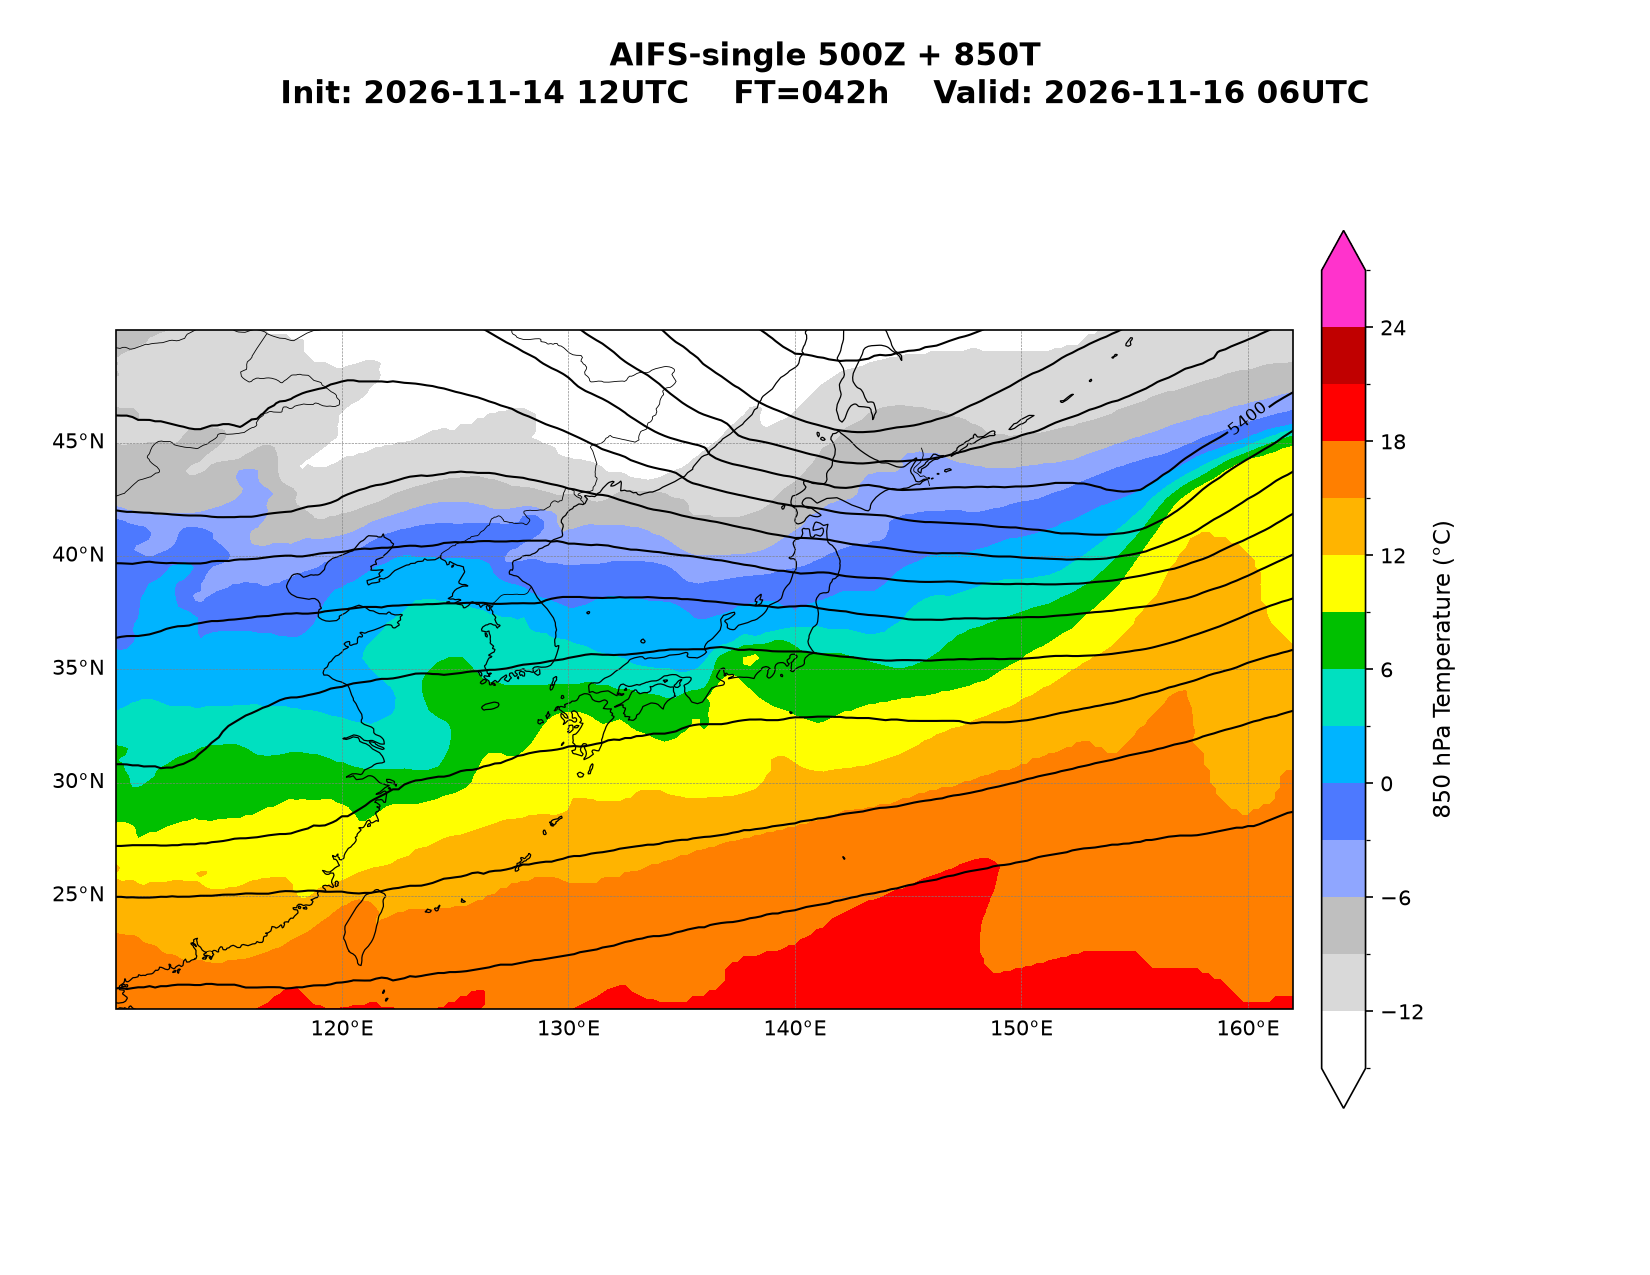 AIFS-single 500Z + 850T
Init: 2026-11-14 12UTC    FT=042h    Valid: 2026-11-16 06UTC
24
18
12
6
0
−6
−12
850 hPa Temperature (°C)
5400
45°N
40°N
35°N
30°N
25°N
120°E
130°E
140°E
150°E
160°E